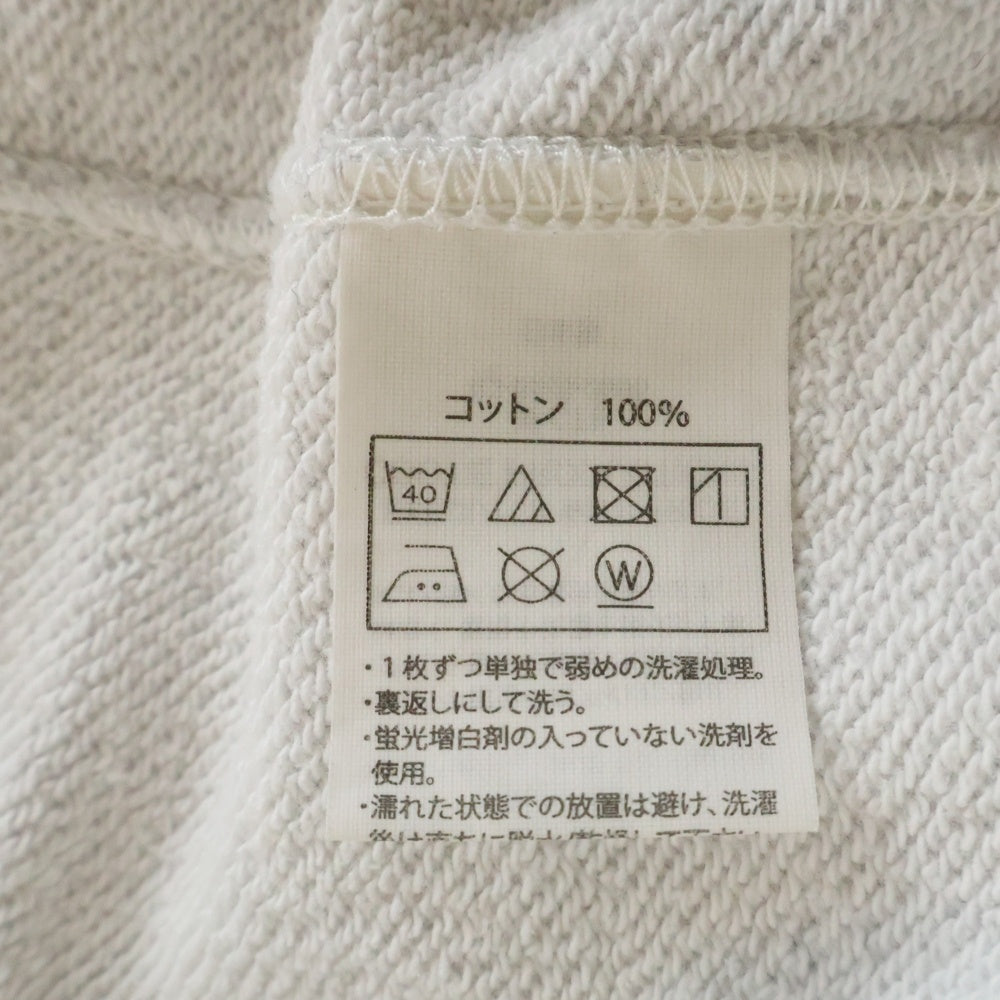 コットン　100%
40
W
・1枚ずつ単独で弱めの洗濯処理。
・裏返しにして洗う。
・蛍光増白剤の入っていない洗剤を
使用。
・濡れた状態での放置は避け、洗濯